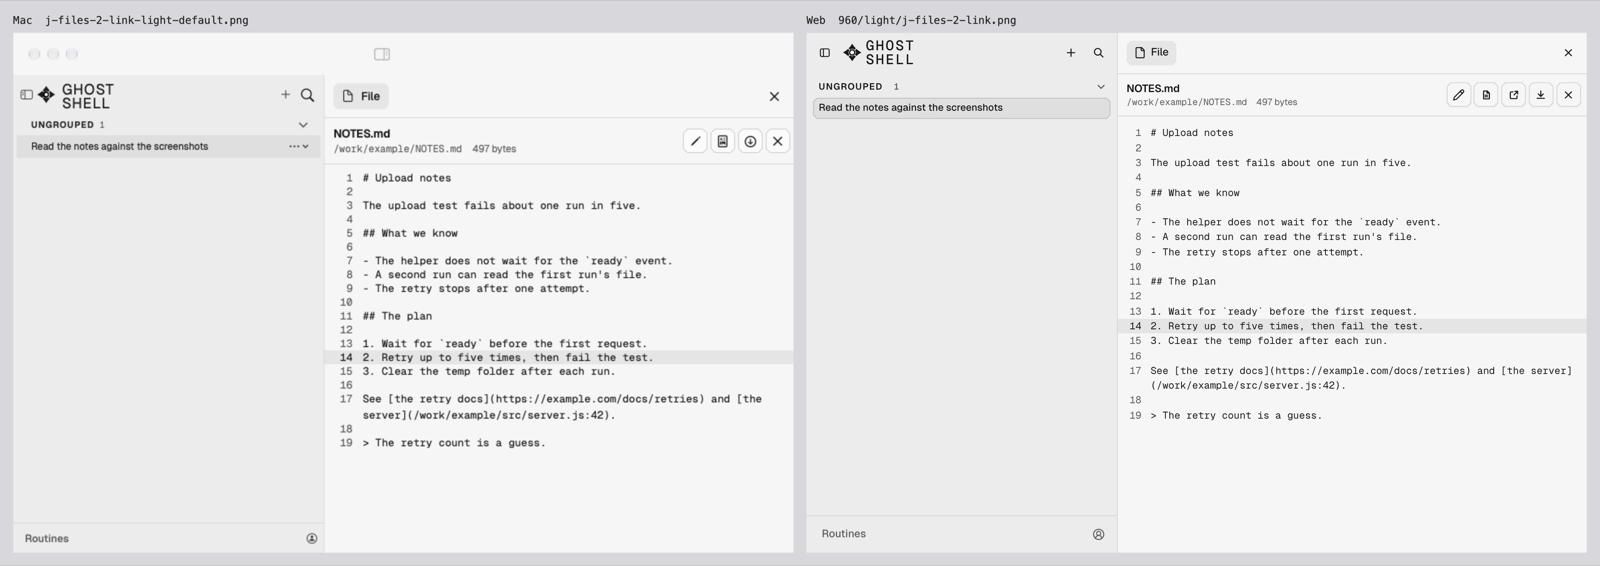 Mac j-files-2-link-light-default.png
GHOST
SHELL
UNGROUPED 1
Read the notes against the screenshots
Routines
File
NOTES.md
/work/example/NOTES.md 497 bytes
1 # Upload notes
2
3 The upload test fails about one run in five.
4
5 ## What we know
6
7 - The helper does not wait for the `ready` event.
8 - A second run can read the first run's file.
9 - The retry stops after one attempt.
10
11 ## The plan
12
13 1. Wait for `ready` before the first request.
14 2. Retry up to five times, then fail the test.
15 3. Clear the temp folder after each run.
16
17 See [the retry docs](https://example.com/docs/retries) and [the
server](/work/example/src/server.js:42).
18
19 > The retry count is a guess.
Web 960/light/j-files-2-link.png
GHOST
SHELL
UNGROUPED 1
Read the notes against the screenshots
Routines
File
NOTES.md
/work/example/NOTES.md 497 bytes
1 # Upload notes
2
3 The upload test fails about one run in five.
4
5 ## What we know
6
7 - The helper does not wait for the `ready` event.
8 - A second run can read the first run's file.
9 - The retry stops after one attempt.
10
11 ## The plan
12
13 1. Wait for `ready` before the first request.
14 2. Retry up to five times, then fail the test.
15 3. Clear the temp folder after each run.
16
17 See [the retry docs](https://example.com/docs/retries) and [the server]
(/work/example/src/server.js:42).
18
19 > The retry count is a guess.